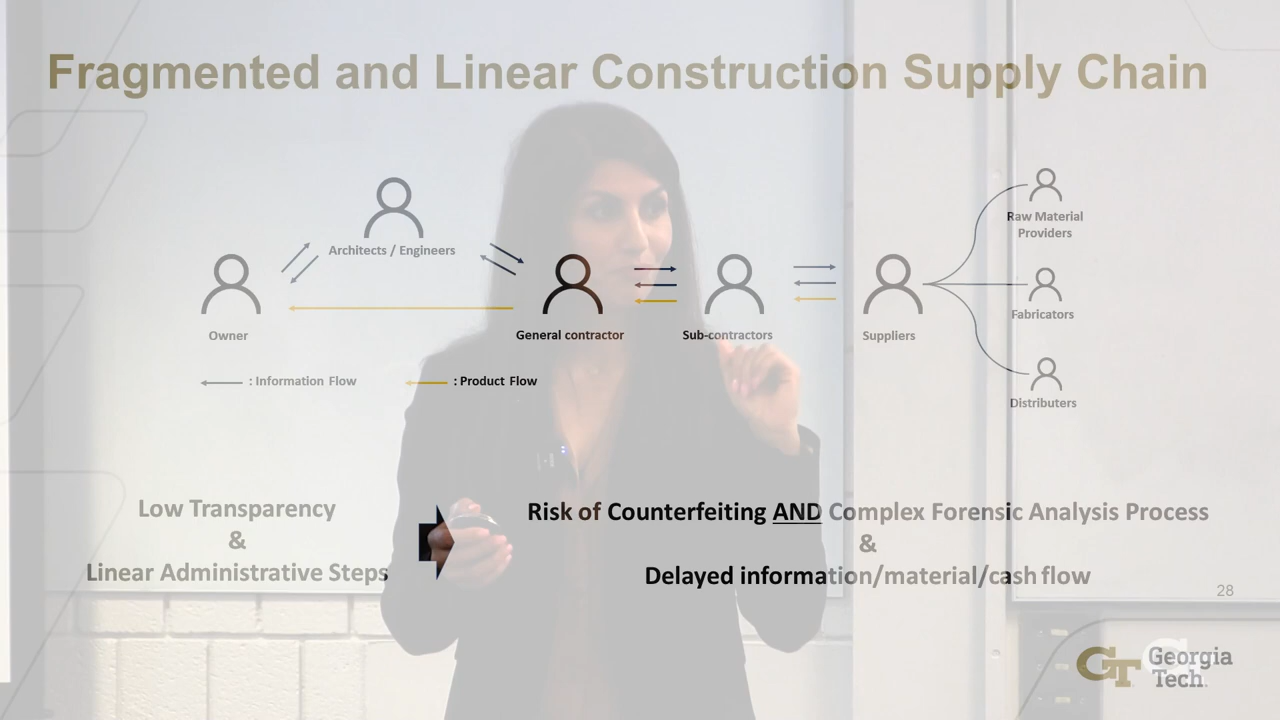 Fragmented and Linear Construction Supply Chain
Architects / Engineers
Raw Material
Providers
Fabricators
Owner
General contractor
Sub-contractors
Suppliers
: Information Flow
: Product Flow
Distributers
Low Transparency
&
Linear Administrative Steps
Risk of Counterfeiting AND Complex Forensic Analysis Process
&
Delayed information/material/cash flow
28
GT
Georgia
Tech